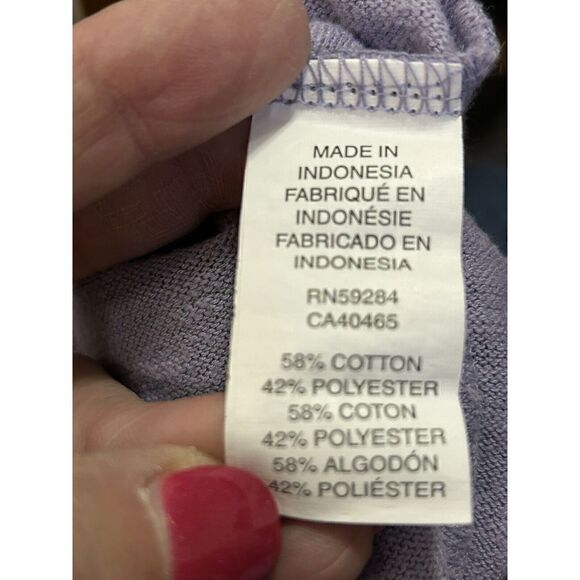 MADE IN
INDONESIA
FABRIQUÉ EN
INDONÉSIE
FABRICADO EN
INDONESIA
RN59284
CA40465
58% COTTON
42% POLYESTER
58% COTON
42% POLYESTER
58% ALGODÓN
42% POLIÉSTER